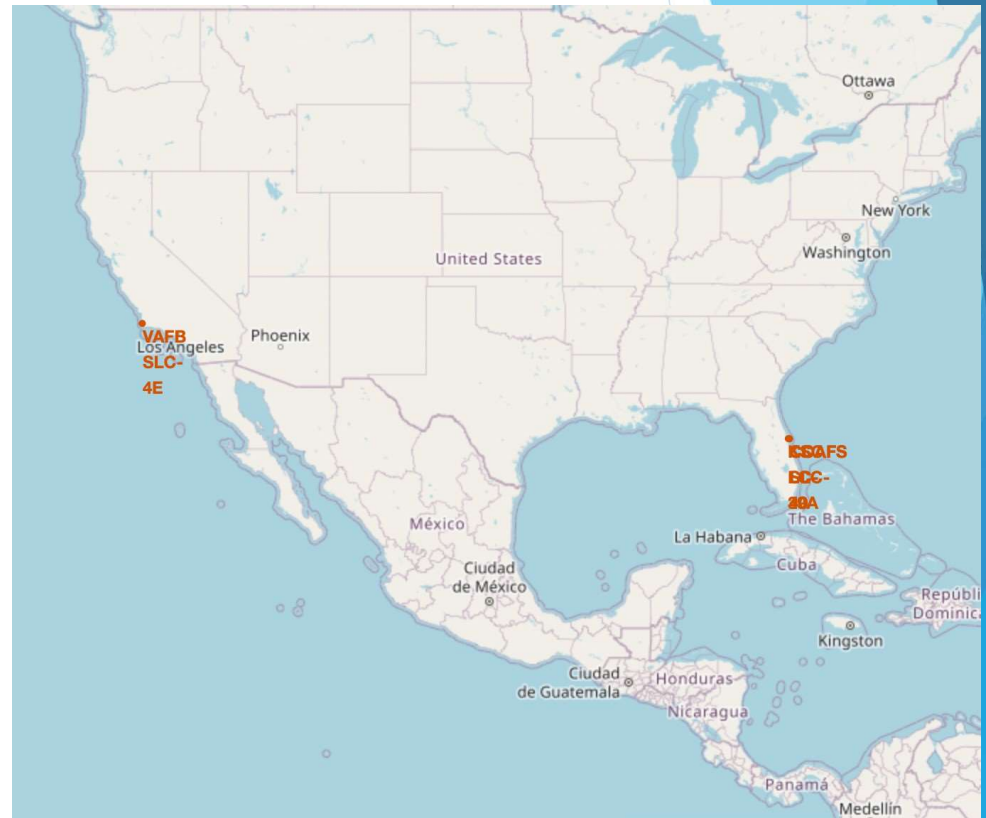 Ottawa
New York
Washington
United States
VAFB
SLC-
4E
Los Angeles
Phoenix
The Bahamas
México
La Habana
Cuba
Ciudad
de México
Repúbli
Dominica
Kingston
Ciudad
de Guatemala
Honduras
Nicaragua
Panamá
Medellín